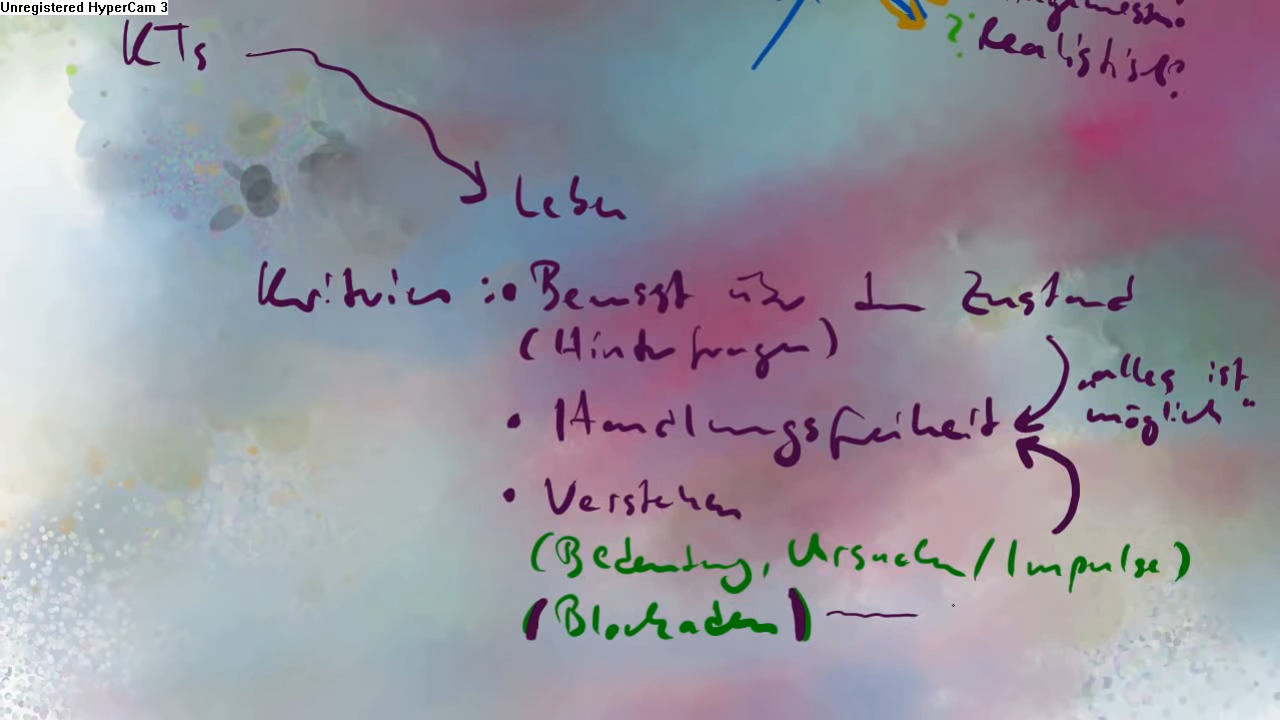 Unregistered HyperCam 3
Realistisch?
KTs
Leben
Kriterien : • Bewusst über den Zustand
(Hinterfragen)
„alles ist
möglich“
• Handlungsfreiheit
• Verstehen
(Bedeutung, Ursachen/Impulse)
(Blockaden)